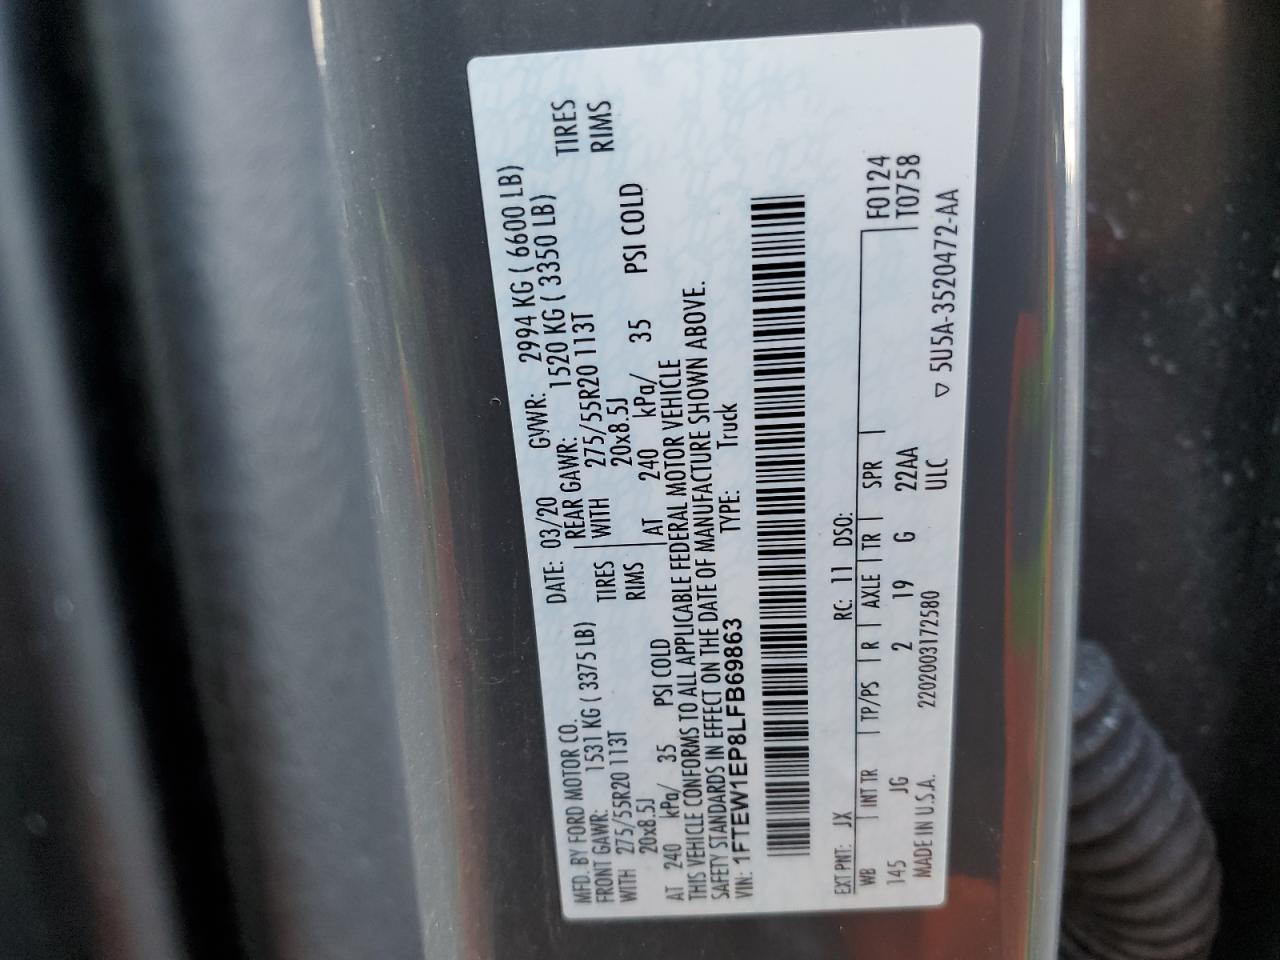 MFD. BY FORD MOTOR CO.
DATE: 03/20 GVWR: 2994 KG ( 6600 LB)
FRONT GAWR: 1531 KG ( 3375 LB) REAR GAWR: 1520 KG ( 3350 LB)
WITH 275/55R20 113T TIRES WITH 275/55R20 113T TIRES
20x8.5J RIMS 20x8.5J RIMS
AT 240 kPa/ 35 PSI COLD AT 240 kPa/ 35 PSI COLD
THIS VEHICLE CONFORMS TO ALL APPLICABLE FEDERAL MOTOR VEHICLE
SAFETY STANDARDS IN EFFECT ON THE DATE OF MANUFACTURE SHOWN ABOVE.
VIN: 1FTEW1EP8LFB69863 TYPE: Truck
EXT PNT: JX RC: 11 DSO:
WB INT TR TP/PS R AXLE TR SPR F0124
145 JG 2 19 G 22AA T0758
ULC
MADE IN U.S.A. 2202003172580 ▽ 5U5A-3520472-AA